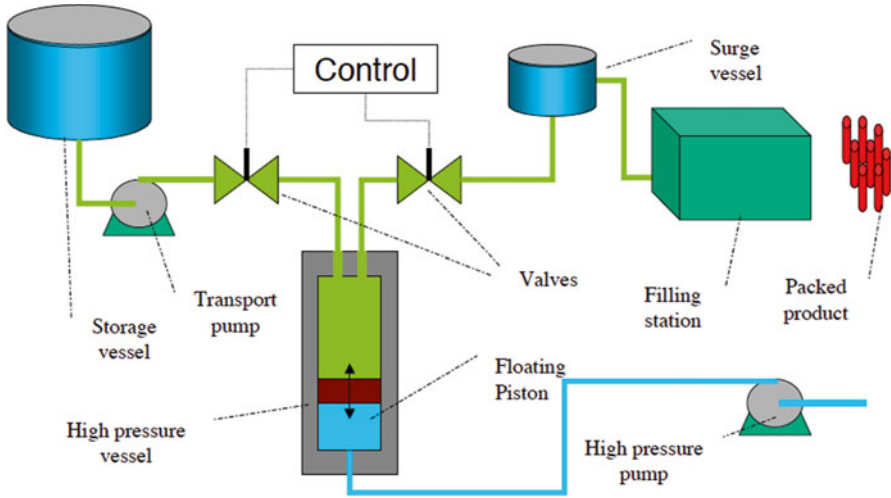 Surge
vessel
Control
Valves
Transport
pump
Storage
vessel
Filling
station
Packed
product
Floating
Piston
High pressure
vessel
High pressure
pump